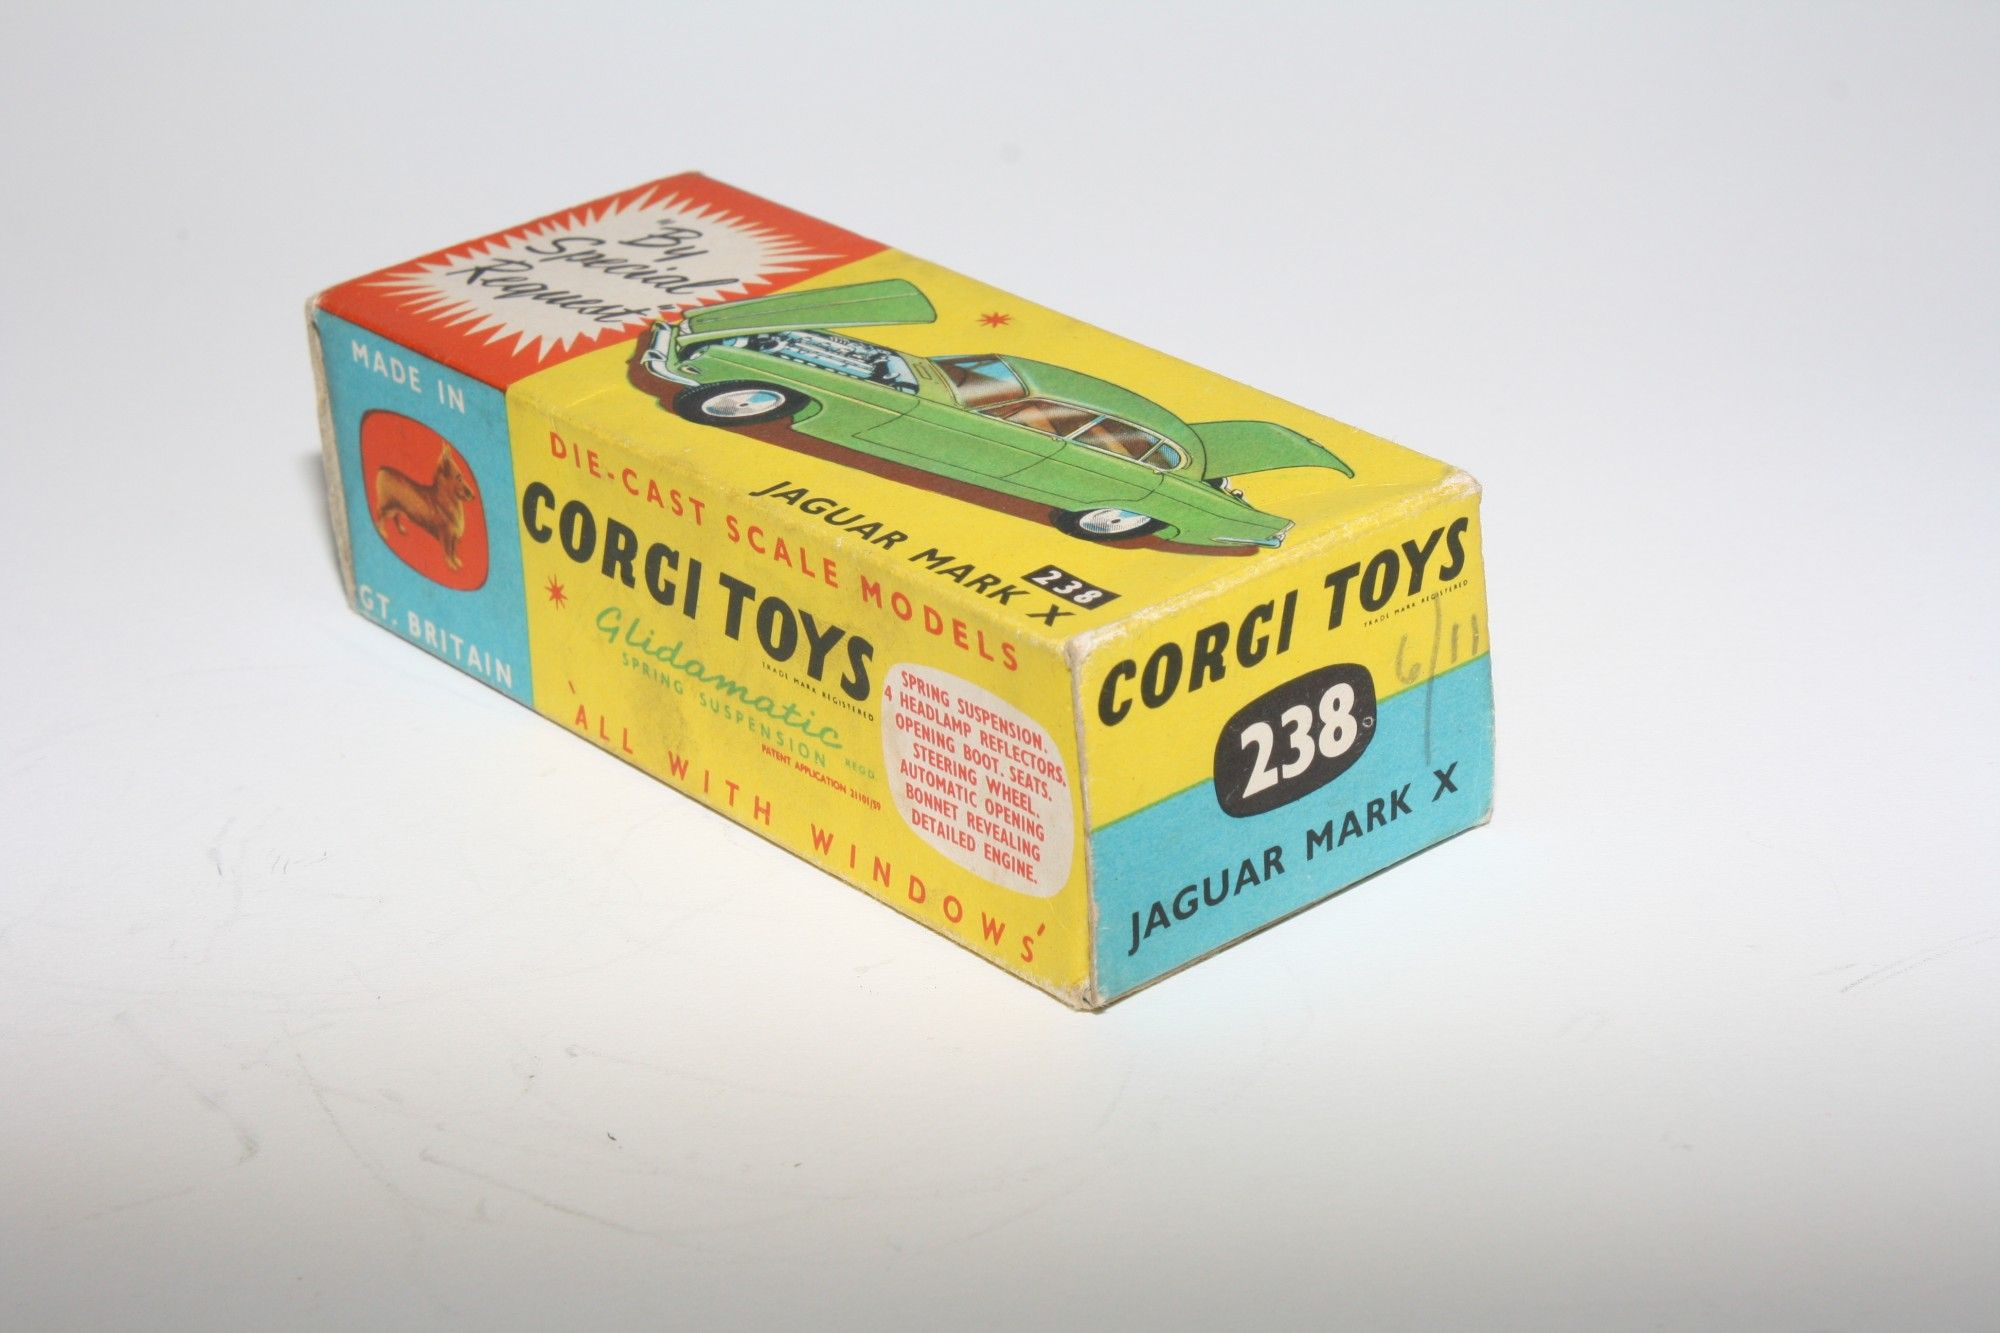 "By
Special
Request"
JAGUAR MARK X
238
MADE IN
GT. BRITAIN
DIE-CAST SCALE MODELS
CORGI TOYS
TRADE MARK REGISTERED
Glidamatic
SPRING SUSPENSION REGD
PATENT APPLICATION 21101/59
'ALL WITH WINDOWS'
SPRING SUSPENSION.
4 HEADLAMP REFLECTORS.
OPENING BOOT. SEATS.
STEERING WHEEL.
AUTOMATIC OPENING
BONNET REVEALING
DETAILED ENGINE.
CORGI TOYS
TRADE MARK REGISTERED
6/11
238
JAGUAR MARK X